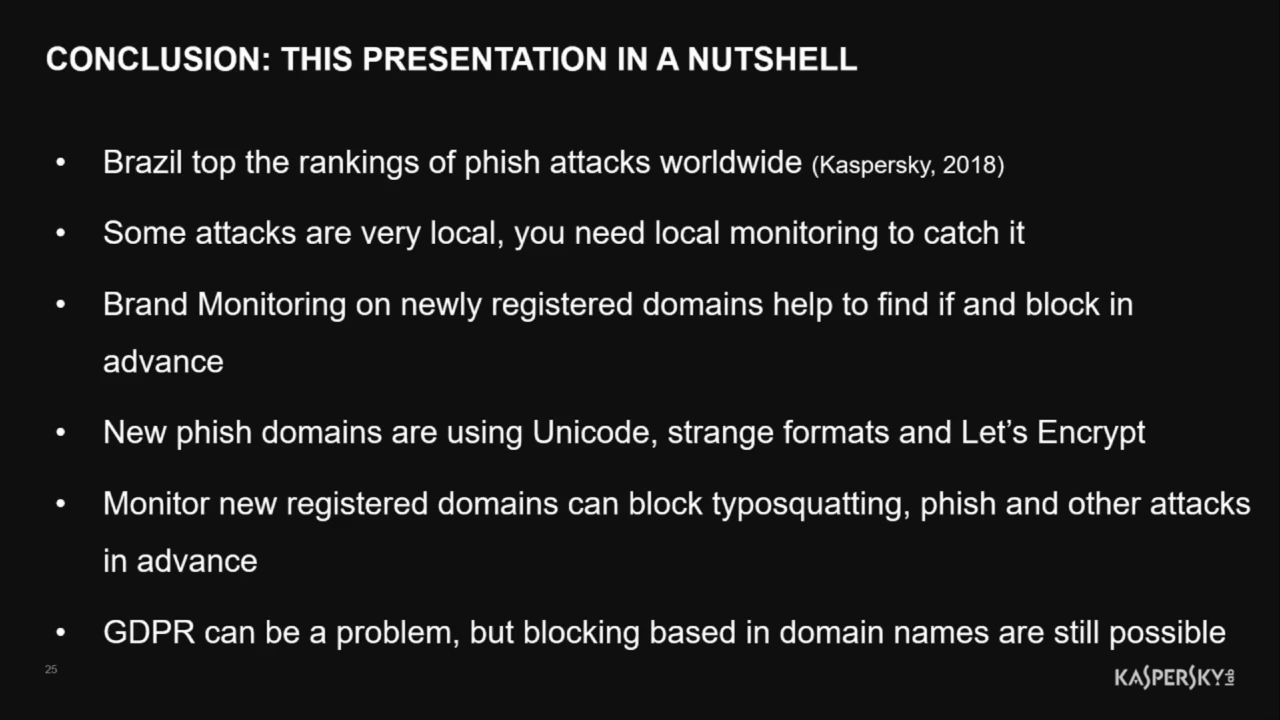 CONCLUSION: THIS PRESENTATION IN A NUTSHELL
• Brazil top the rankings of phish attacks worldwide (Kaspersky, 2018)
• Some attacks are very local, you need local monitoring to catch it
• Brand Monitoring on newly registered domains help to find if and block in
advance
• New phish domains are using Unicode, strange formats and Let’s Encrypt
• Monitor new registered domains can block typosquatting, phish and other attacks
in advance
• GDPR can be a problem, but blocking based in domain names are still possible
25
KASPERSKY lab